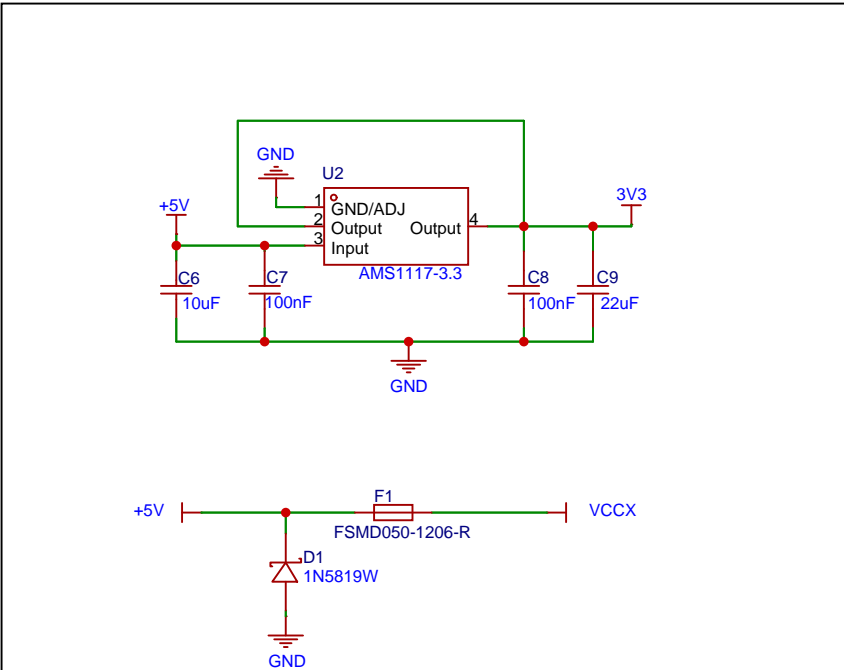 GND
U2
+5V
1
GND/ADJ
2
Output
Output
4
3
Input
3V3
AMS1117-3.3
C6
10uF
C7
100nF
C8
100nF
C9
22uF
GND
+5V
F1
FSMD050-1206-R
VCCX
D1
1N5819W
GND